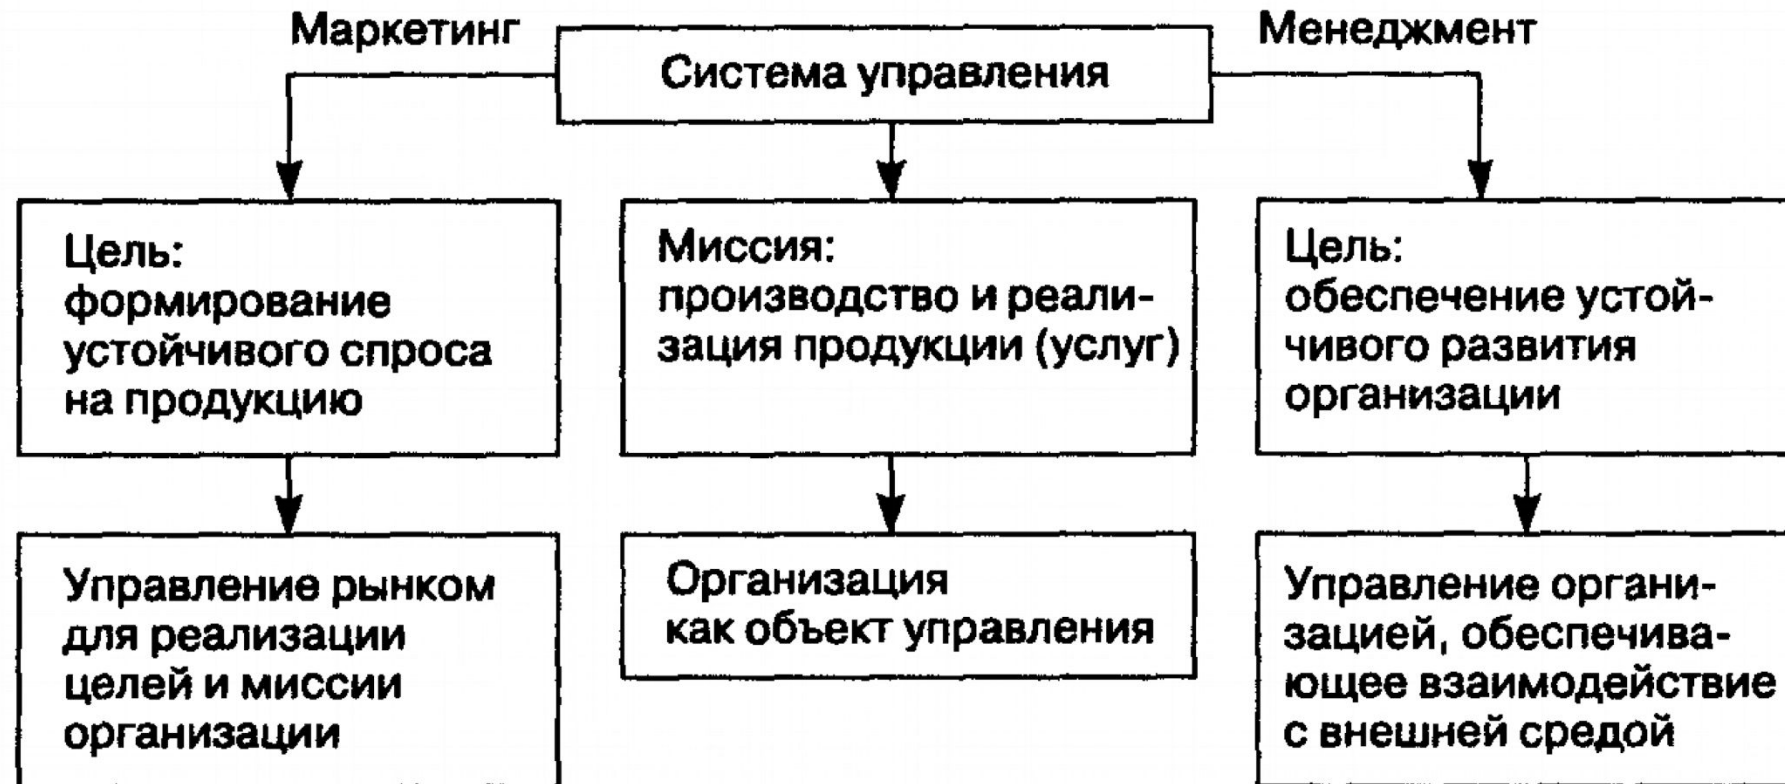 Маркетинг
Система управления
Менеджмент
Цель:
формирование
устойчивого спроса
на продукцию
Миссия:
производство и реали-
зация продукции (услуг)
Цель:
обеспечение устой-
чивого развития
организации
Управление рынком
для реализации
целей и миссии
организации
Организация
как объект управления
Управление органи-
зацией, обеспечива-
ющее взаимодействие
с внешней средой